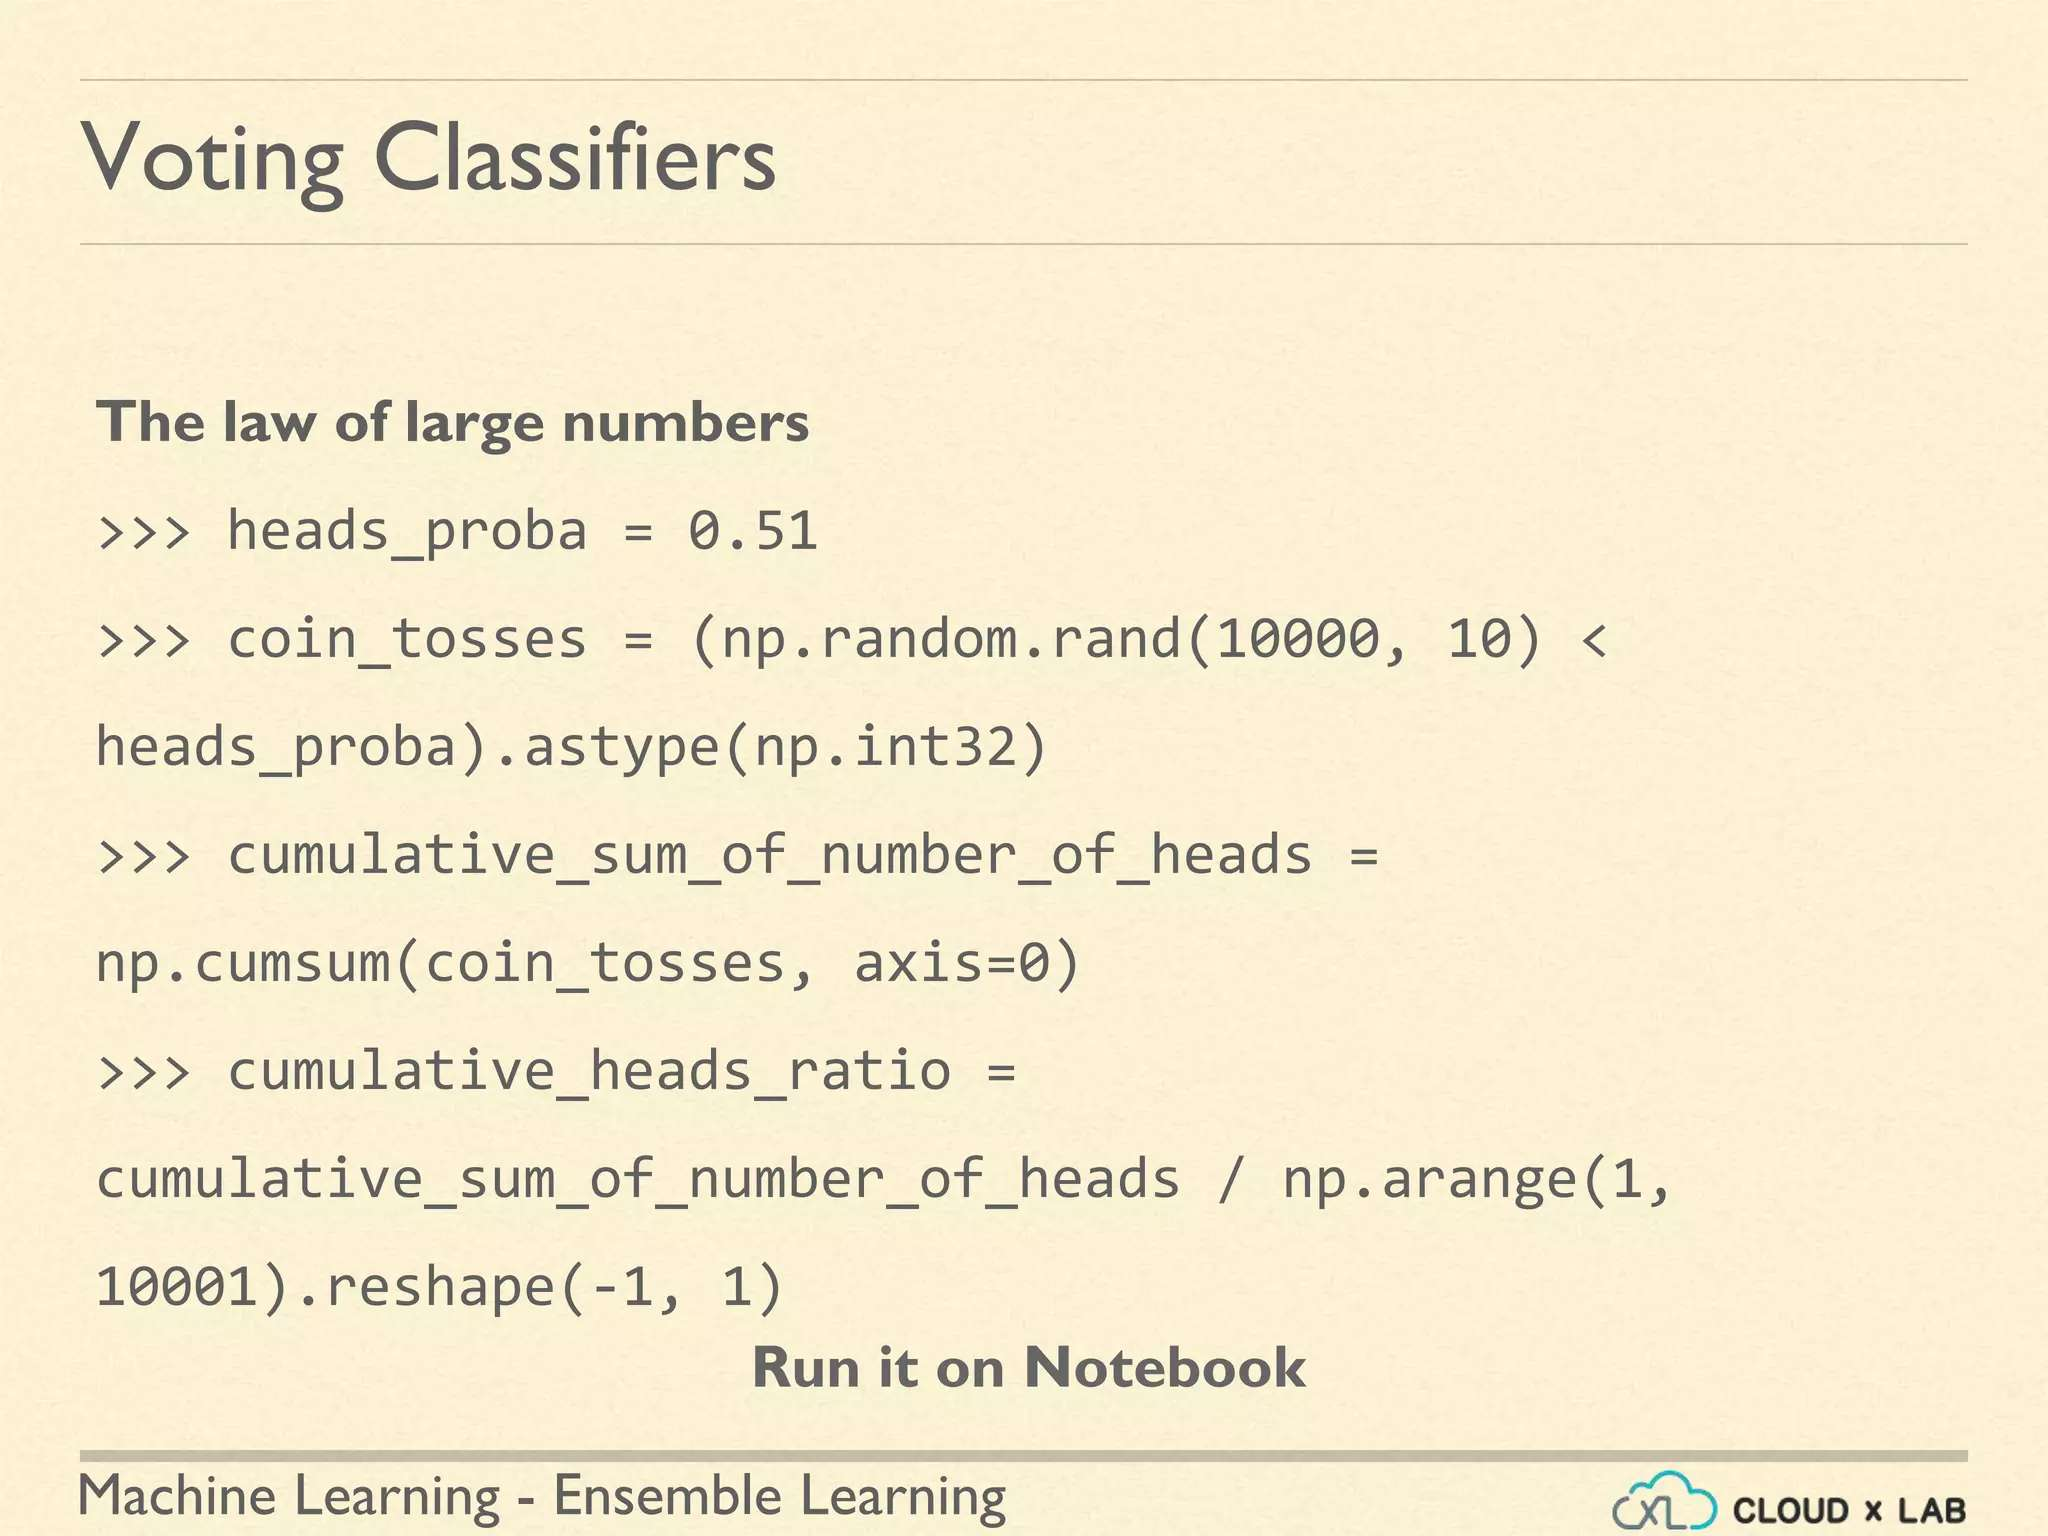 Voting Classifiers
The law of large numbers
>>> heads_proba = 0.51
>>> coin_tosses = (np.random.rand(10000, 10) <
heads_proba).astype(np.int32)
>>> cumulative_sum_of_number_of_heads =
np.cumsum(coin_tosses, axis=0)
>>> cumulative_heads_ratio =
cumulative_sum_of_number_of_heads / np.arange(1,
10001).reshape(-1, 1)
Run it on Notebook
Machine Learning - Ensemble Learning
XL CLOUD x LAB